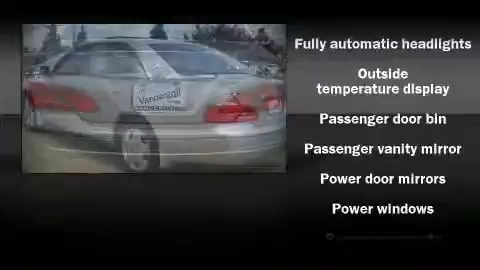 Fully automatic headlights
Outside
temperature display
Passenger door bin
Passenger vanity mirror
Power door mirrors
Power windows